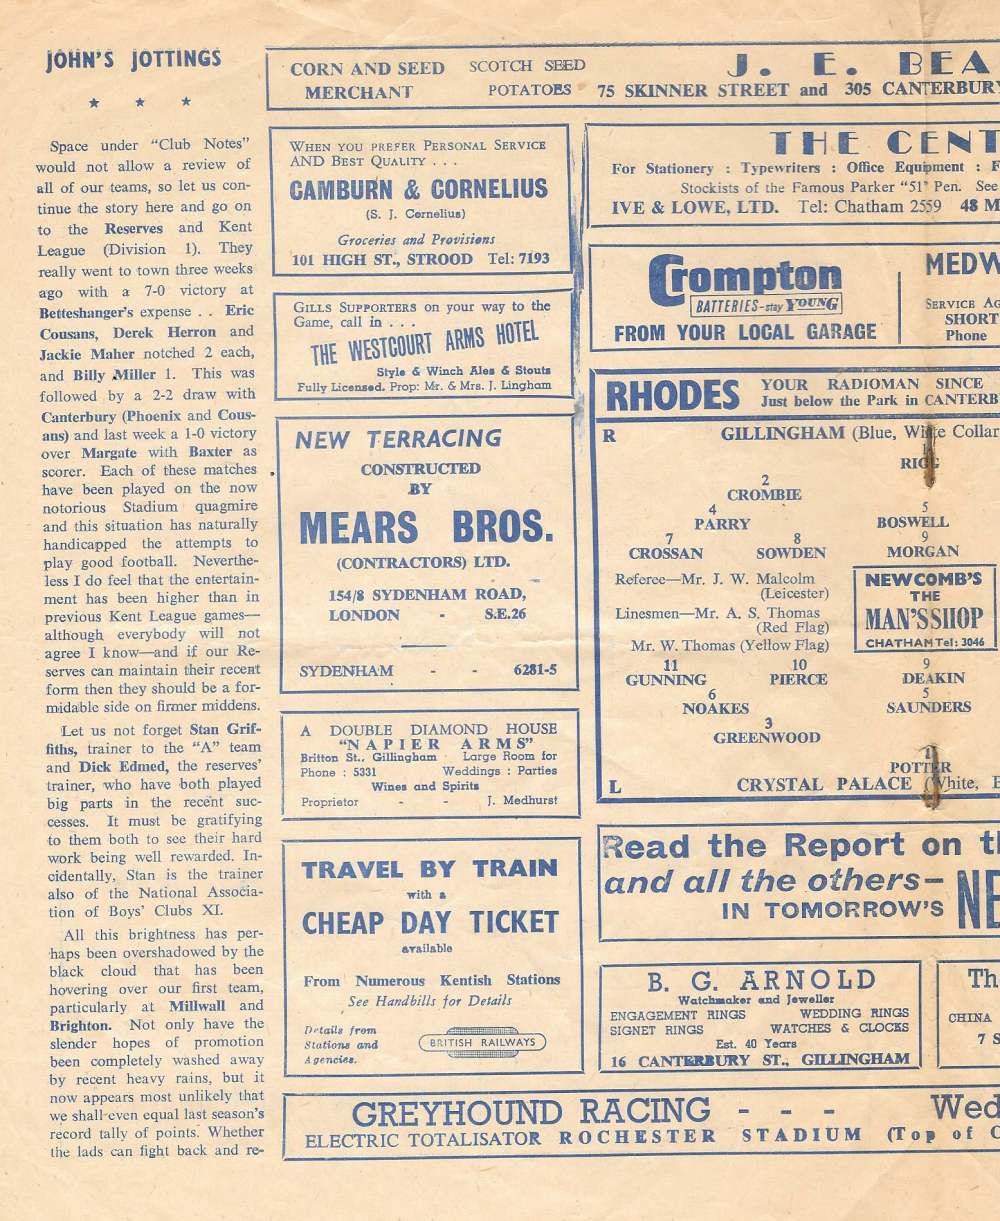 JOHN'S JOTTINGS
★ ★ ★
Space under "Club Notes"
would not allow a review of
all of our teams, so let us con-
tinue the story here and go on
to the Reserves and Kent
League (Division 1). They
really went to town three weeks
ago with a 7-0 victory at
Betteshanger's expense . . Eric
Cousans, Derek Herron and
Jackie Maher notched 2 each,
and Billy Miller 1. This was
followed by a 2-2 draw with
Canterbury (Phoenix and Cous-
ans) and last week a 1-0 victory
over Margate with Baxter as
scorer. Each of these matches
have been played on the now
notorious Stadium quagmire
and this situation has naturally
handicapped the attempts to
play good football. Neverthe-
less I do feel that the entertain-
ment has been higher than in
previous Kent League games—
although everybody will not
agree I know—and if our Re-
serves can maintain their recent
form then they should be a for-
midable side on firmer middens.
Let us not forget Stan Grif-
fiths, trainer to the "A" team
and Dick Edmed, the reserves'
trainer, who have both played
big parts in the recent suc-
cesses. It must be gratifying
to them both to see their hard
work being well rewarded. In-
cidentally, Stan is the trainer
also of the National Associa-
tion of Boys' Clubs XI.
All this brightness has per-
haps been overshadowed by the
black cloud that has been
hovering over our first team,
particularly at Millwall and
Brighton. Not only have the
slender hopes of promotion
been completely washed away
by recent heavy rains, but it
now appears most unlikely that
we shall even equal last season's
record tally of points. Whether
the lads can fight back and re-
CORN AND SEED SCOTCH SEED J. E. BEA
MERCHANT POTATOES 75 SKINNER STREET and 305 CANTERBURY
WHEN YOU PREFER PERSONAL SERVICE
AND BEST QUALITY . . .
CAMBURN & CORNELIUS
(S. J. Cornelius)
Groceries and Provisions
101 HIGH ST., STROOD Tel: 7193
GILLS SUPPORTERS on your way to the
Game, call in . . .
THE WESTCOURT ARMS HOTEL
Style & Winch Ales & Stouts
Fully Licensed. Prop: Mr. & Mrs. J. Lingham
NEW TERRACING
CONSTRUCTED
BY
MEARS BROS.
(CONTRACTORS) LTD.
154/8 SYDENHAM ROAD,
LONDON - S.E.26
SYDENHAM - - 6281-5
A DOUBLE DIAMOND HOUSE
"NAPIER ARMS"
Britton St., Gillingham Large Room for
Phone : 5331 Weddings : Parties
Wines and Spirits
Proprietor - - J. Medhurst
TRAVEL BY TRAIN
with a
CHEAP DAY TICKET
available
From Numerous Kentish Stations
See Handbills for Details
Details from
Stations and
Agencies.
BRITISH RAILWAYS
THE CENT
For Stationery : Typewriters : Office Equipment : F
Stockists of the Famous Parker "51" Pen. See
IVE & LOWE, LTD. Tel: Chatham 2559 48 M
Crompton
BATTERIES-stay YOUNG
FROM YOUR LOCAL GARAGE
MEDW
SERVICE AG
SHORT
Phone
RHODES YOUR RADIOMAN SINCE
Just below the Park in CANTERB
R GILLINGHAM (Blue, White Collar
1
RIGG
2
CROMBIE
4 5
PARRY BOSWELL
7 8 9
CROSSAN SOWDEN MORGAN
Referee—Mr. J. W. Malcolm
(Leicester)
Linesmen—Mr. A. S. Thomas
(Red Flag)
Mr. W. Thomas (Yellow Flag)
NEWCOMB'S
THE
MAN'S SHOP
CHATHAM Tel: 3046
11 10 9
GUNNING PIERCE DEAKIN
6 5
NOAKES SAUNDERS
3
GREENWOOD
1
POTTER
L CRYSTAL PALACE (White,
Read the Report on th
and all the others—
IN TOMORROW'S NE
B. G. ARNOLD
Watchmaker and Jeweller
ENGAGEMENT RINGS WEDDING RINGS
SIGNET RINGS WATCHES & CLOCKS
Est. 40 Years
16 CANTERBURY ST., GILLINGHAM
Th
CHINA
7 S
GREYHOUND RACING - - - Wed
ELECTRIC TOTALISATOR ROCHESTER STADIUM (Top of C